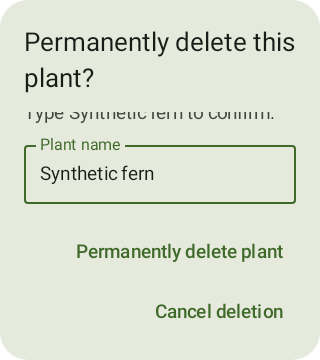 Permanently delete this
plant?
Type Synthetic fern to confirm.
Plant name
Synthetic fern
Permanently delete plant
Cancel deletion